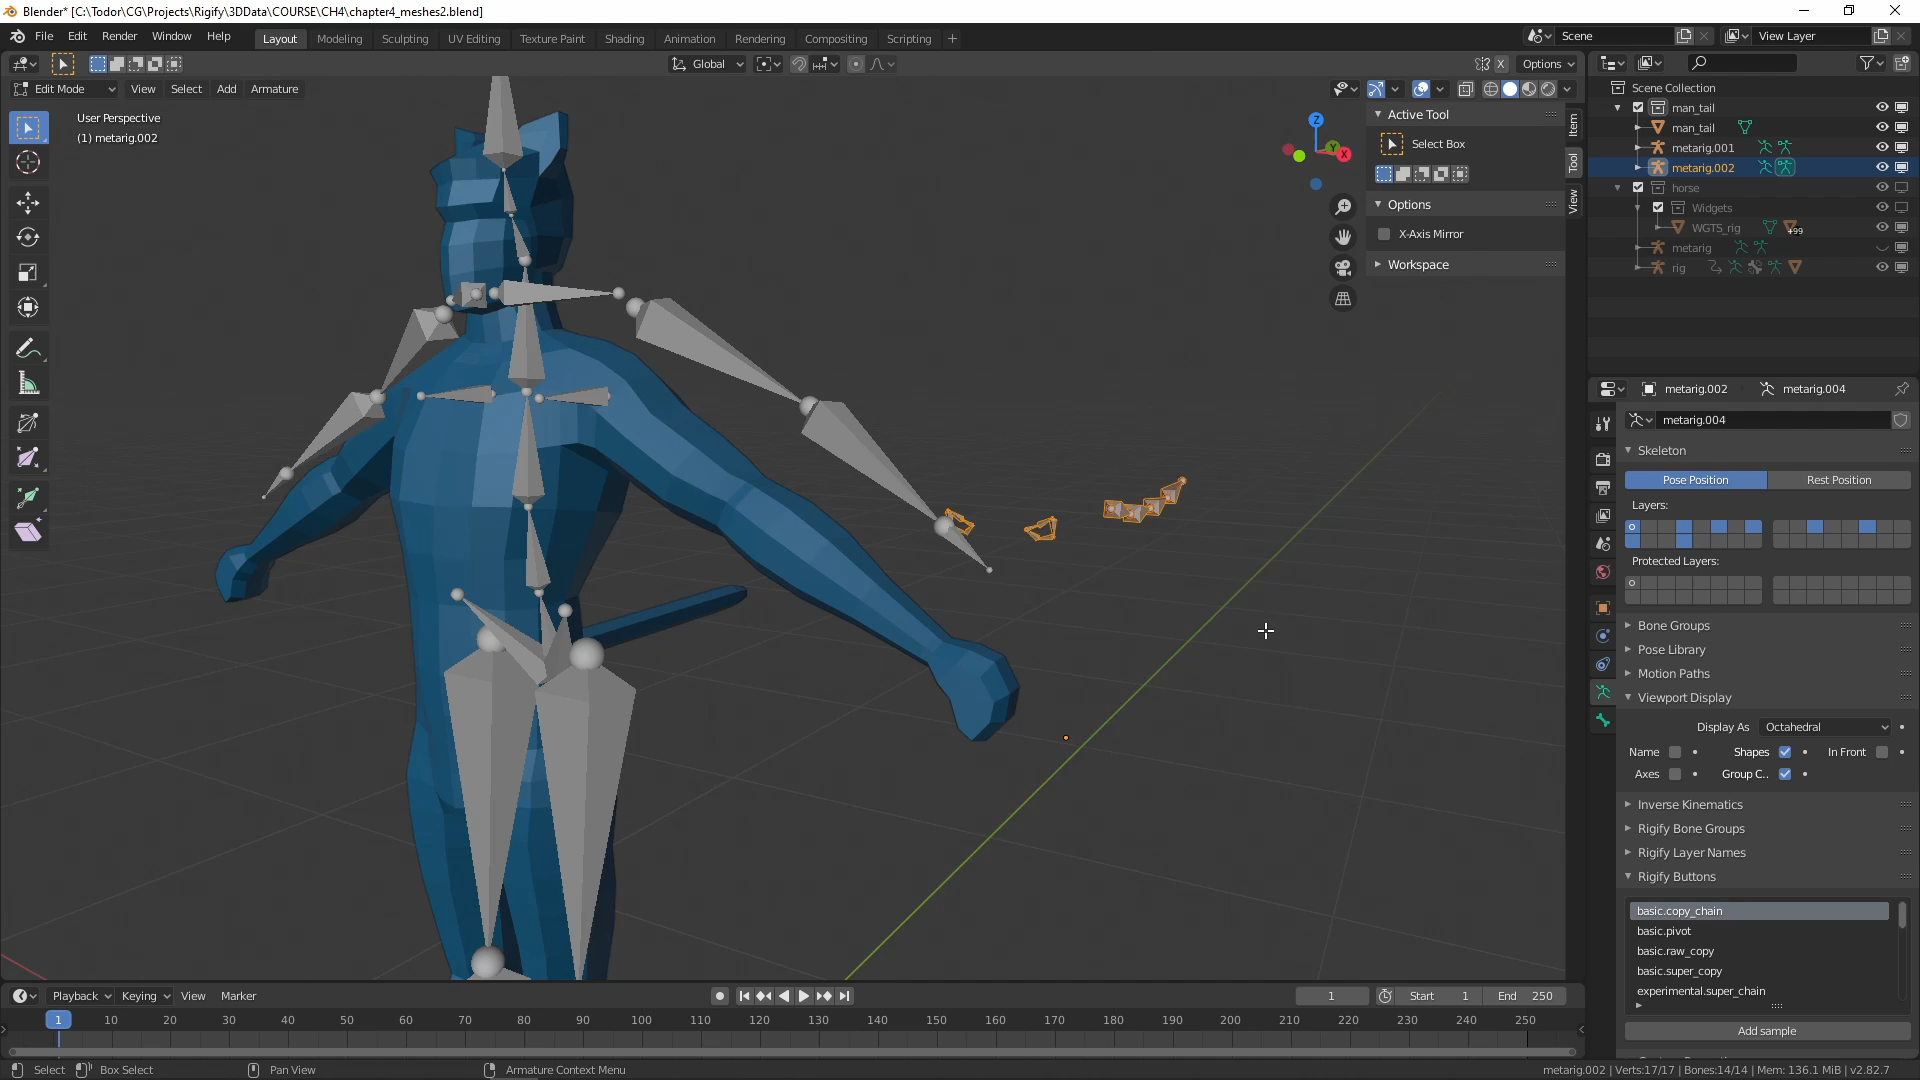 Blender* [C:\Todor\CG\Projects\Rigify\3DData\COURSE\CH4\chapter4_meshes2.blend]
File Edit Render Window Help Layout Modeling Sculpting UV Editing Texture Paint Shading Animation Rendering Compositing Scripting + Scene View Layer
Global X Options
Edit Mode View Select Add Armature
User Perspective
(1) metarig.002
Z
Y
X
Active Tool
Select Box
Options
X-Axis Mirror
Workspace
Item
Tool
View
Scene Collection
man_tail
man_tail
metarig.001
metarig.002
horse
Widgets
WGTS_rig +99
metarig
rig
metarig.002 metarig.004
metarig.004
Skeleton
Pose Position Rest Position
Layers:
Protected Layers:
Bone Groups
Pose Library
Motion Paths
Viewport Display
Display As Octahedral
Name Shapes In Front
Axes Group C..
Inverse Kinematics
Rigify Bone Groups
Rigify Layer Names
Rigify Buttons
basic.copy_chain
basic.pivot
basic.raw_copy
basic.super_copy
experimental.super_chain
Add sample
Playback Keying View Marker 1 Start 1 End 250
1 10 20 30 40 50 60 70 80 90 100 110 120 130 140 150 160 170 180 190 200 210 220 230 240 250
Select Box Select Pan View Armature Context Menu metarig.002 | Verts:17/17 | Bones:14/14 | Mem: 136.1 MiB | v2.82.7